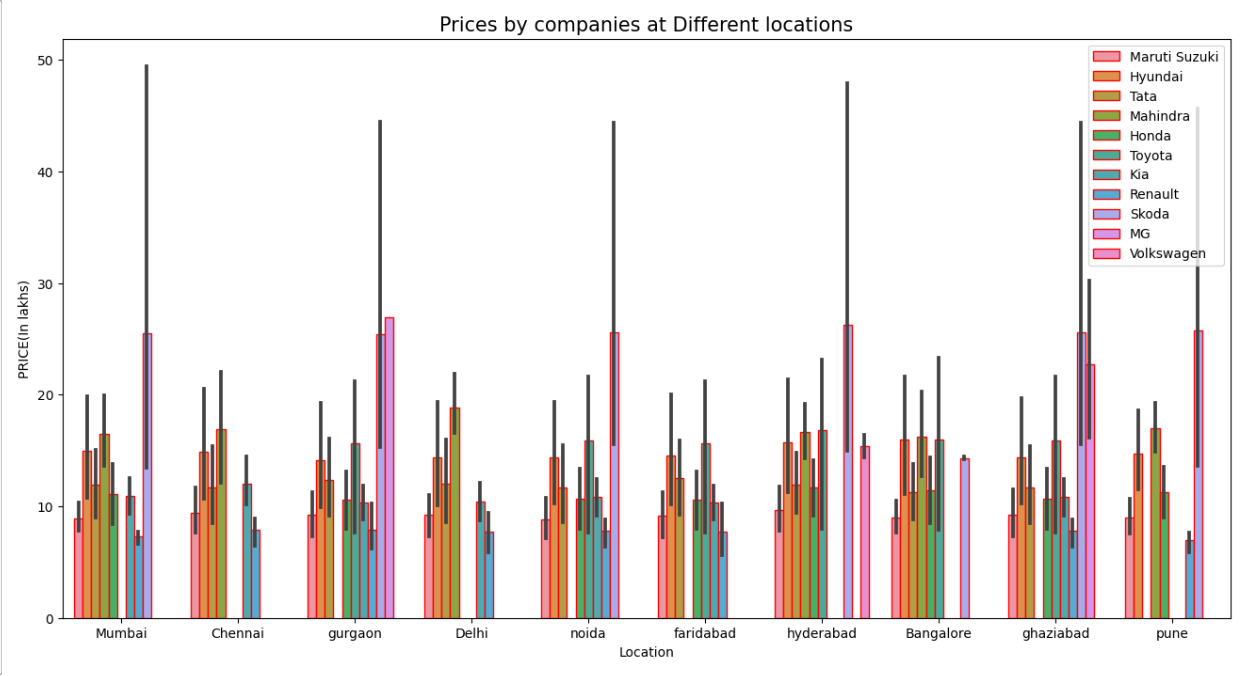 Prices by companies at Different locations
50
40
30
20
10
0
PRICE(In lakhs)
Maruti Suzuki
Hyundai
Tata
Mahindra
Honda
Toyota
Kia
Renault
Skoda
MG
Volkswagen
Mumbai
Chennai
gurgaon
Delhi
noida
faridabad
hyderabad
Bangalore
ghaziabad
pune
Location